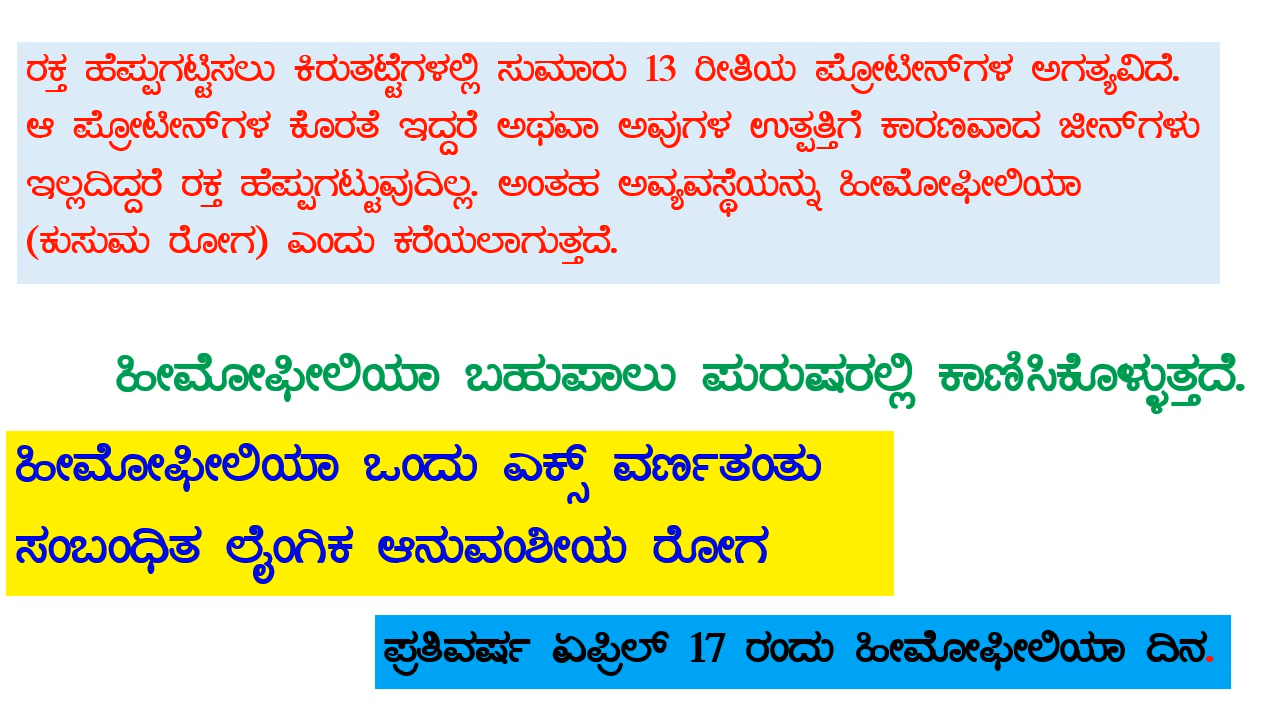 ರಕ್ತ ಹೆಪ್ಪುಗಟ್ಟಿಸಲು ಕಿರುತಟ್ಟೆಗಳಲ್ಲಿ ಸುಮಾರು 13 ರೀತಿಯ ಪ್ರೋಟೀನ್‌ಗಳ ಅಗತ್ಯವಿದೆ.
ಆ ಪ್ರೋಟೀನ್‌ಗಳ ಕೊರತೆ ಇದ್ದರೆ ಅಥವಾ ಅವುಗಳ ಉತ್ಪತ್ತಿಗೆ ಕಾರಣವಾದ ಜೀನ್‌ಗಳು
ಇಲ್ಲದಿದ್ದರೆ ರಕ್ತ ಹೆಪ್ಪುಗಟ್ಟುವುದಿಲ್ಲ. ಅಂತಹ ಅವ್ಯವಸ್ಥೆಯನ್ನು ಹೀಮೋಫೀಲಿಯಾ
(ಕುಸುಮ ರೋಗ) ಎಂದು ಕರೆಯಲಾಗುತ್ತದೆ.
ಹೀಮೋಫೀಲಿಯಾ ಬಹುಪಾಲು ಪುರುಷರಲ್ಲಿ ಕಾಣಿಸಿಕೊಳ್ಳುತ್ತದೆ.
ಹೀಮೋಫೀಲಿಯಾ ಒಂದು ಎಕ್ಸ್ ವರ್ಣತಂತು
ಸಂಬಂಧಿತ ಲೈಂಗಿಕ ಆನುವಂಶೀಯ ರೋಗ
ಪ್ರತಿವರ್ಷ ಏಪ್ರಿಲ್ 17 ರಂದು ಹೀಮೋಫೀಲಿಯಾ ದಿನ.